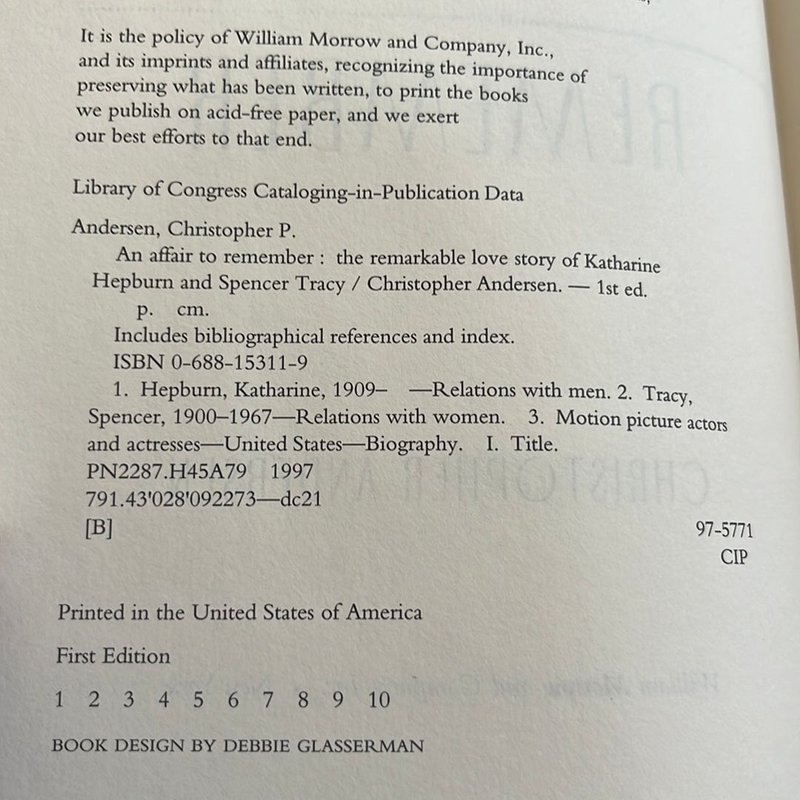 It is the policy of William Morrow and Company, Inc.,
and its imprints and affiliates, recognizing the importance of
preserving what has been written, to print the books
we publish on acid-free paper, and we exert
our best efforts to that end.
Library of Congress Cataloging-in-Publication Data
Andersen, Christopher P.
An affair to remember : the remarkable love story of Katharine
Hepburn and Spencer Tracy / Christopher Andersen. — 1st ed.
p. cm.
Includes bibliographical references and index.
ISBN 0-688-15311-9
1. Hepburn, Katharine, 1909– —Relations with men. 2. Tracy,
Spencer, 1900–1967—Relations with women. 3. Motion picture actors
and actresses—United States—Biography. I. Title.
PN2287.H45A79 1997
791.43'028'092273—dc21
[B] 97-5771
CIP
Printed in the United States of America
First Edition
1 2 3 4 5 6 7 8 9 10
BOOK DESIGN BY DEBBIE GLASSERMAN